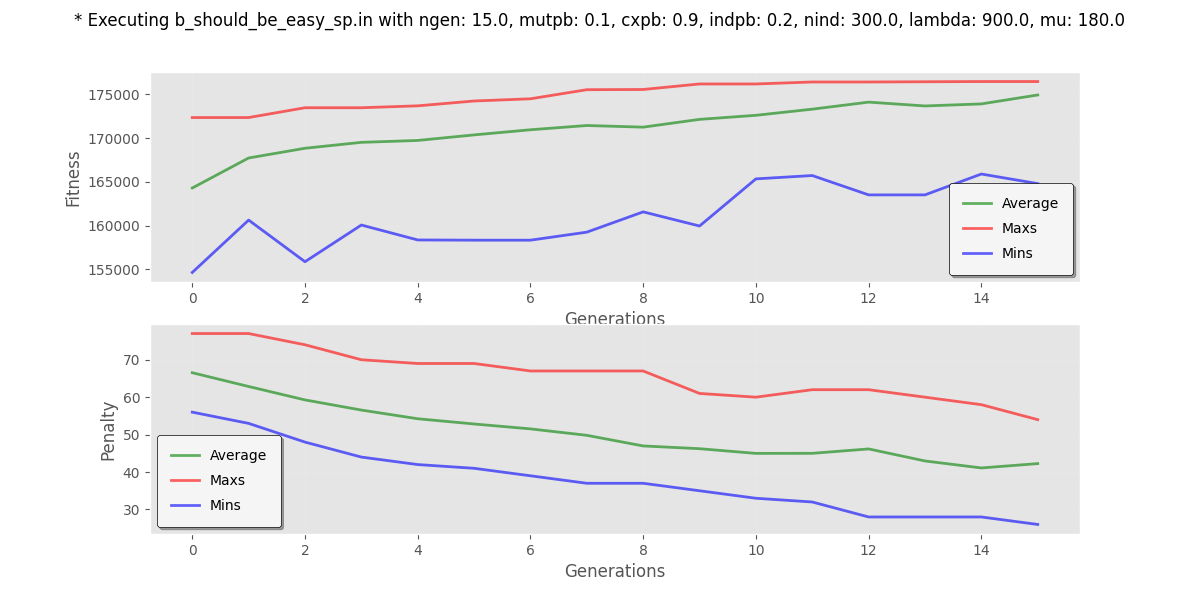 * Executing b_should_be_easy_sp.in with ngen: 15.0, mutpb: 0.1, cxpb: 0.9, indpb: 0.2, nind: 300.0, lambda: 900.0, mu: 180.0
175000
170000
165000
160000
155000
Fitness
Average
Maxs
Mins
0 2 4 6 8 10 12 14
Generations
70
60
50
40
30
Penalty
Average
Maxs
Mins
0 2 4 6 8 10 12 14
Generations